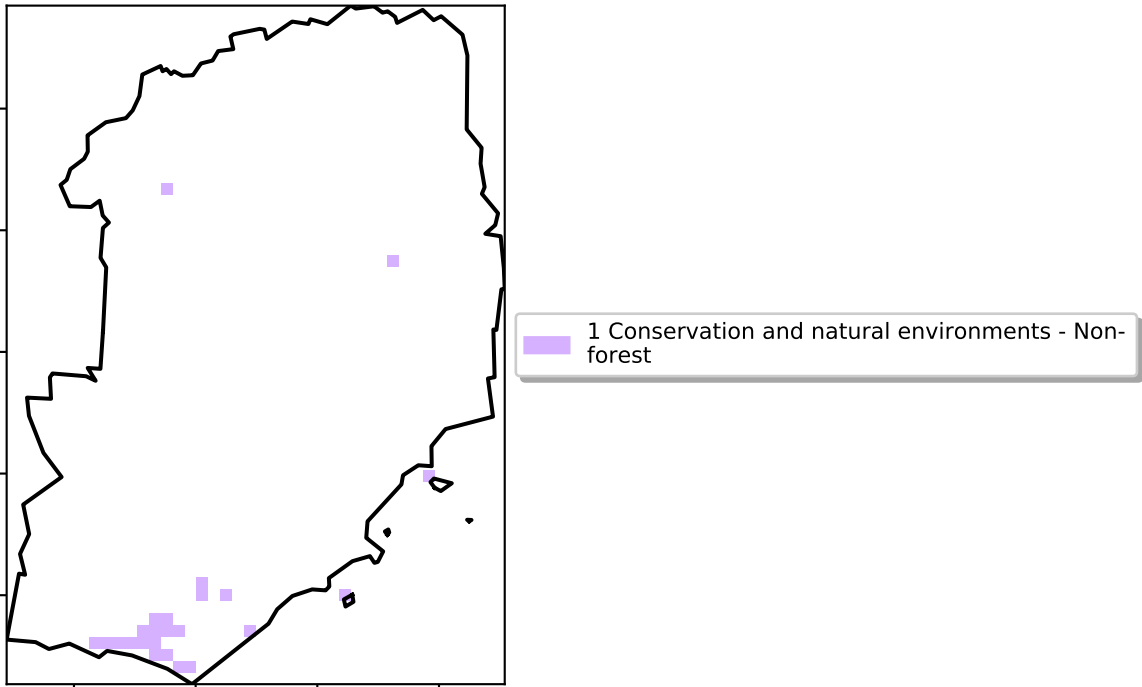 1 Conservation and natural environments - Non-
forest